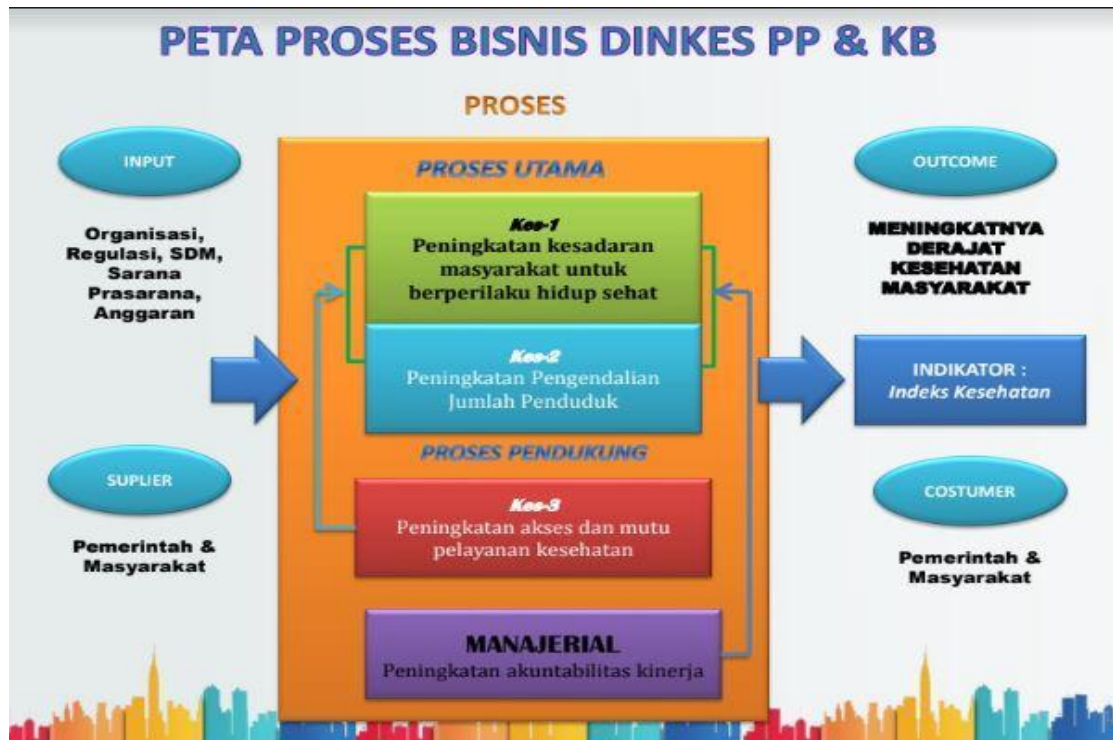 PETA PROSES BISNIS DINKES PP & KB
PROSES
INPUT
Organisasi,
Regulasi, SDM,
Sarana
Prasarana,
Anggaran
SUPLIER
Pemerintah &
Masyarakat
PROSES UTAMA
Kes-1
Peningkatan kesadaran
masyarakat untuk
berperilaku hidup sehat
Kes-2
Peningkatan Pengendalian
Jumlah Penduduk
PROSES PENDUKUNG
Kes-3
Peningkatan akses dan mutu
pelayanan kesehatan
MANAJERIAL
Peningkatan akuntabilitas kinerja
OUTCOME
MENINGKATNYA
DERAJAT
KESEHATAN
MASYARAKAT
INDIKATOR :
Indeks Kesehatan
COSTUMER
Pemerintah &
Masyarakat